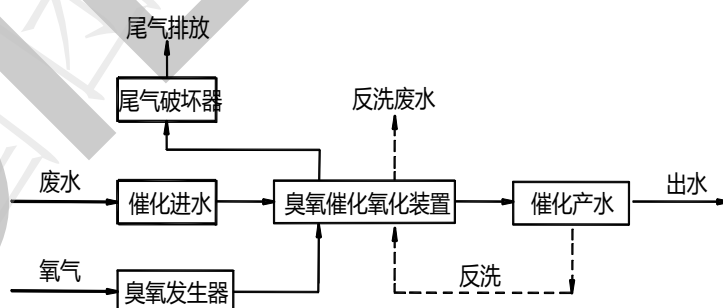 尾气排放
尾气破坏器
反洗废水
废水
催化进水
臭氧催化氧化装置
催化产水
出水
氧气
臭氧发生器
反洗